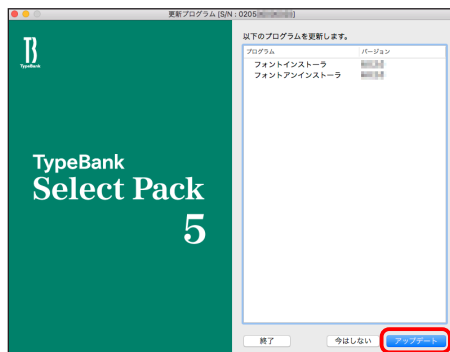 更新プログラム [S/N : 0205
以下のプログラムを更新します。
プログラム バージョン
フォントインストーラ
フォントアンインストーラ
TB
TypeBank
TypeBank
Select Pack
5
終了 今はしない アップデート